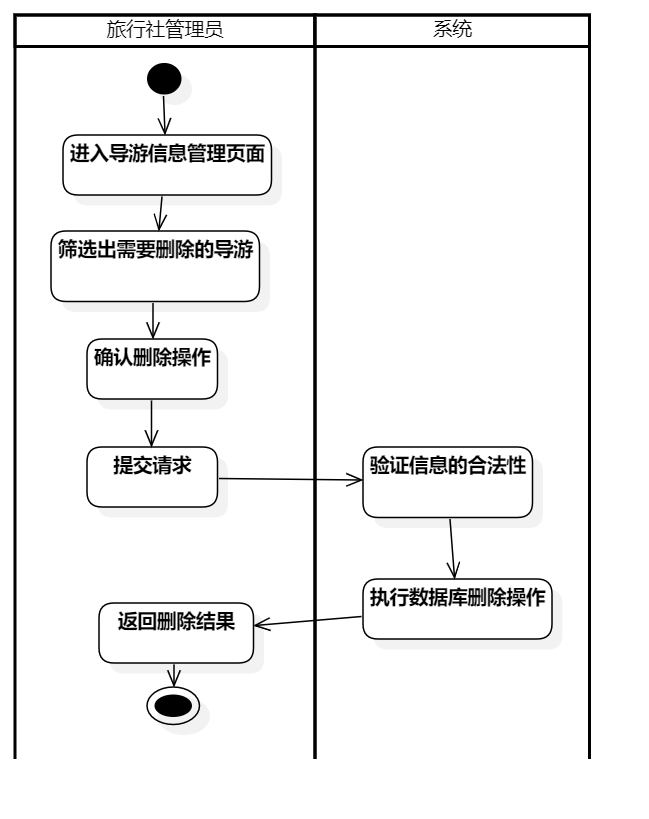 旅行社管理员
系统
进入导游信息管理页面
筛选出需要删除的导游
确认删除操作
提交请求
验证信息的合法性
执行数据库删除操作
返回删除结果